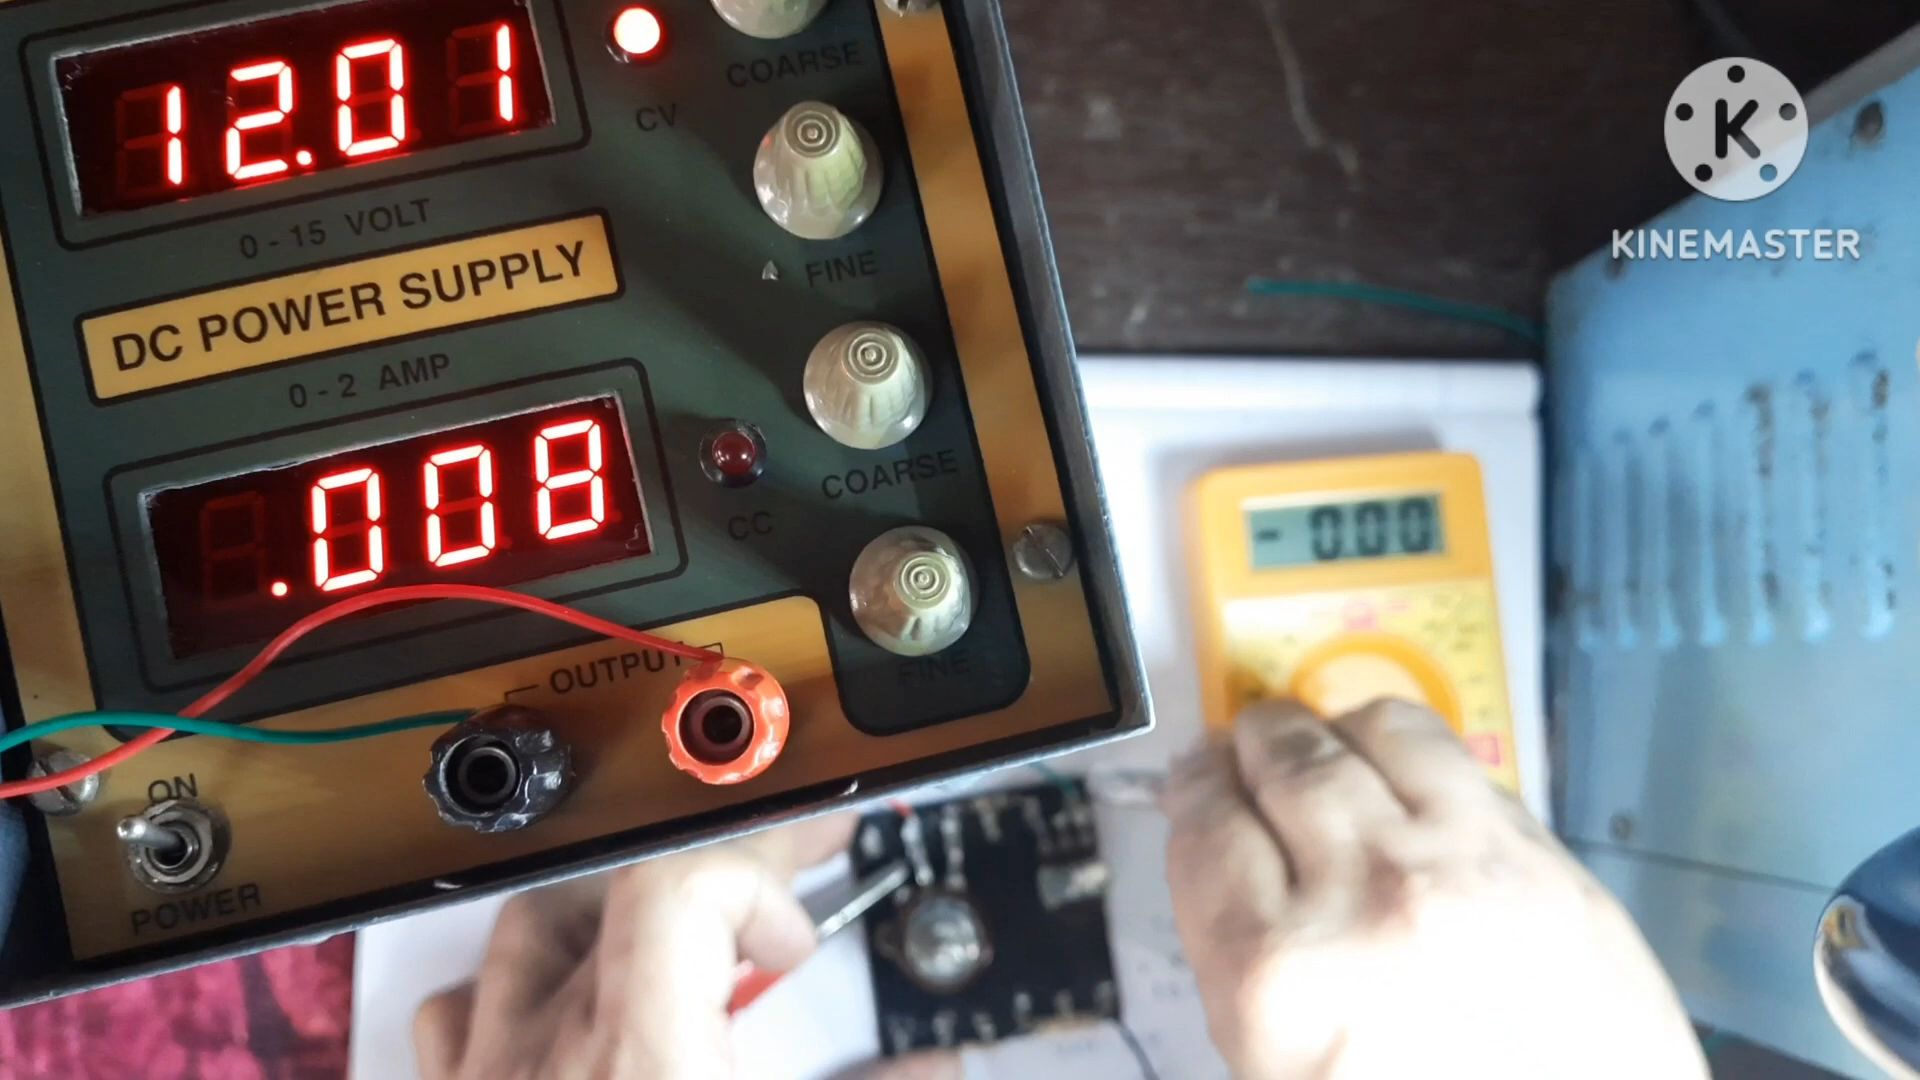 12.01
COARSE
CV
0-15 VOLT
FINE
DC POWER SUPPLY
0-2 AMP
COARSE
.008
CC
FINE
OUTPUT
ON
POWER
- 0.00
K
KINEMASTER